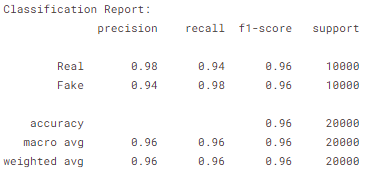 Classification Report:
precision recall f1-score support
Real 0.98 0.94 0.96 10000
Fake 0.94 0.98 0.96 10000
accuracy 0.96 20000
macro avg 0.96 0.96 0.96 20000
weighted avg 0.96 0.96 0.96 20000